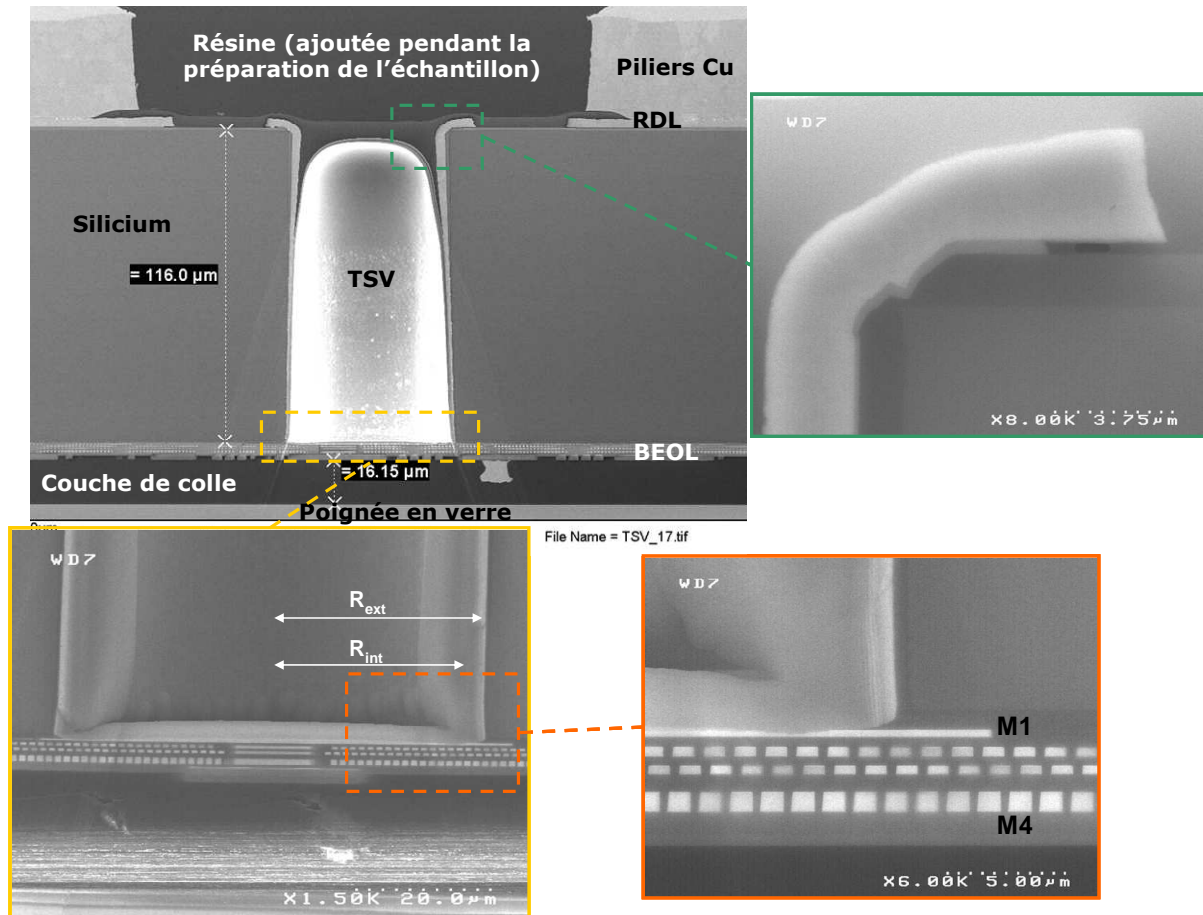 Résine (ajoutée pendant la
préparation de l'échantillon)
Piliers Cu
RDL
WD7
Silicium
= 116.0 µm
TSV
X8.00K 3.75µm
BEOL
= 16.15 µm
Couche de colle
Poignée en verre
File Name = TSV_17.tif
WD7
WD7
Rext
Rint
M1
M4
X6.00K 5.00µm
X1.50K 20.0µm